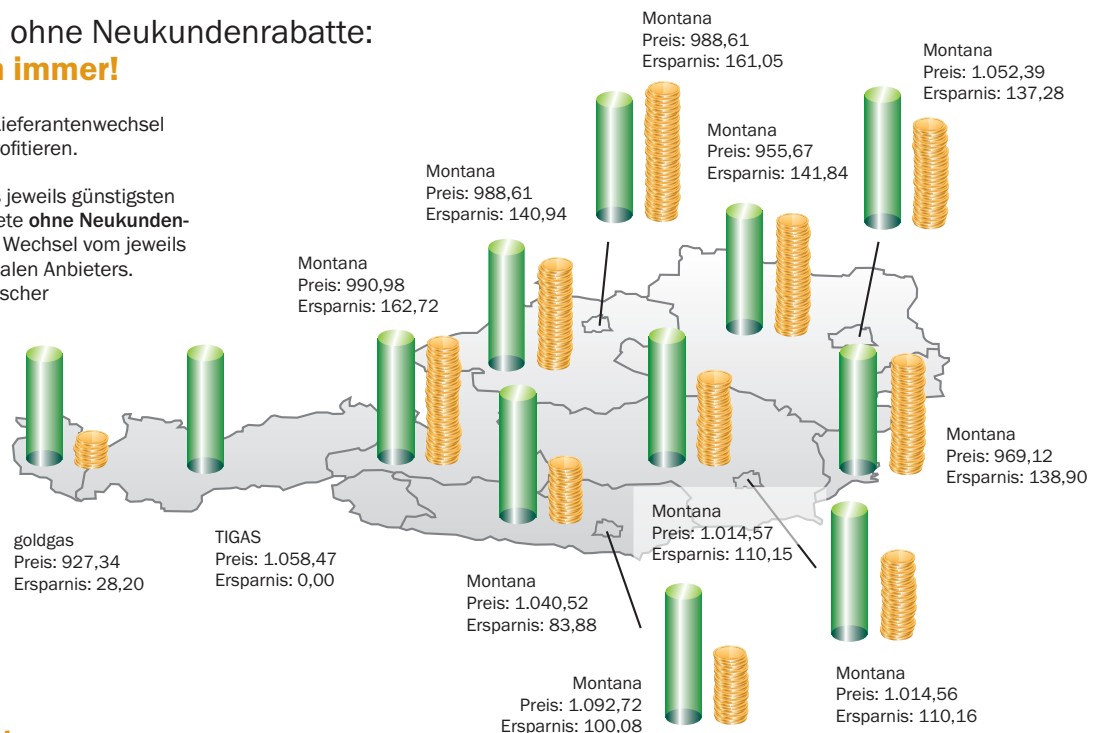 ohne Neukundenrabatte:
immer!
Lieferantenwechsel
jeweils günstigsten
ohne Neukunden-
Wechsel vom jeweils
Anbieters.
Montana
Preis: 988,61
Ersparnis: 161,05
Montana
Preis: 1.052,39
Ersparnis: 137,28
Montana
Preis: 955,67
Ersparnis: 141,84
Montana
Preis: 988,61
Ersparnis: 140,94
Montana
Preis: 990,98
Ersparnis: 162,72
goldgas
Preis: 927,34
Ersparnis: 28,20
TIGAS
Preis: 1.058,47
Ersparnis: 0,00
Montana
Preis: 969,12
Ersparnis: 138,90
Montana
Preis: 1.014,57
Ersparnis: 110,15
Montana
Preis: 1.040,52
Ersparnis: 83,88
Montana
Preis: 1.092,72
Ersparnis: 100,08
Montana
Preis: 1.014,56
Ersparnis: 110,16